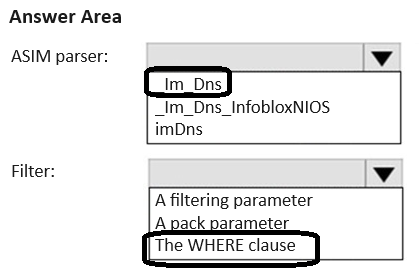 Answer Area
ASIM parser:
_Im_Dns
_Im_Dns_InfobloxNIOS
imDns
Filter:
A filtering parameter
A pack parameter
The WHERE clause